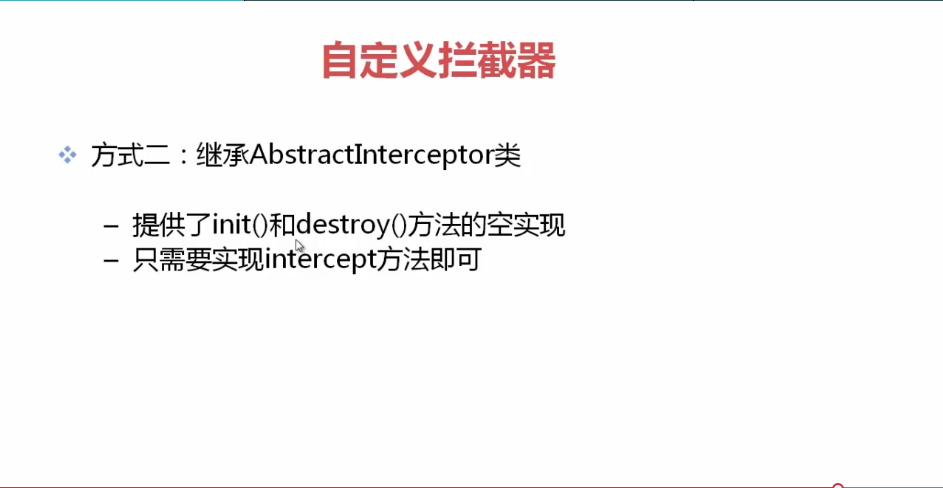 自定义拦截器
方式二：继承AbstractInterceptor类
– 提供了init()和destroy()方法的空实现
– 只需要实现intercept方法即可